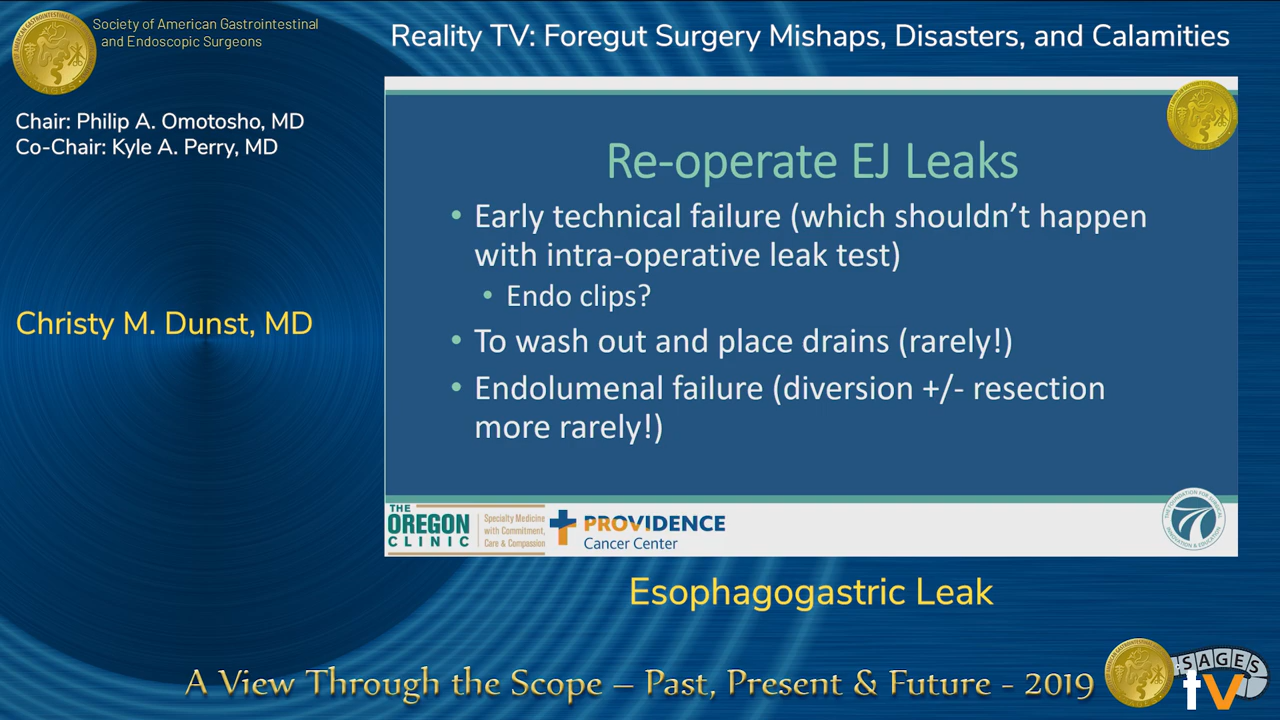 Society of American Gastrointestinal
and Endoscopic Surgeons
Reality TV: Foregut Surgery Mishaps, Disasters, and Calamities
Chair: Philip A. Omotosho, MD
Co-Chair: Kyle A. Perry, MD
Christy M. Dunst, MD
Re-operate EJ Leaks
• Early technical failure (which shouldn't happen
with intra-operative leak test)
• Endo clips?
• To wash out and place drains (rarely!)
• Endolumenal failure (diversion +/- resection
more rarely!)
THE
OREGON
CLINIC
Specialty Medicine
with Commitment,
Care & Compassion
PROVIDENCE
Cancer Center
Esophagogastric Leak
A View Through the Scope – Past, Present & Future - 2019
SAGES
tv